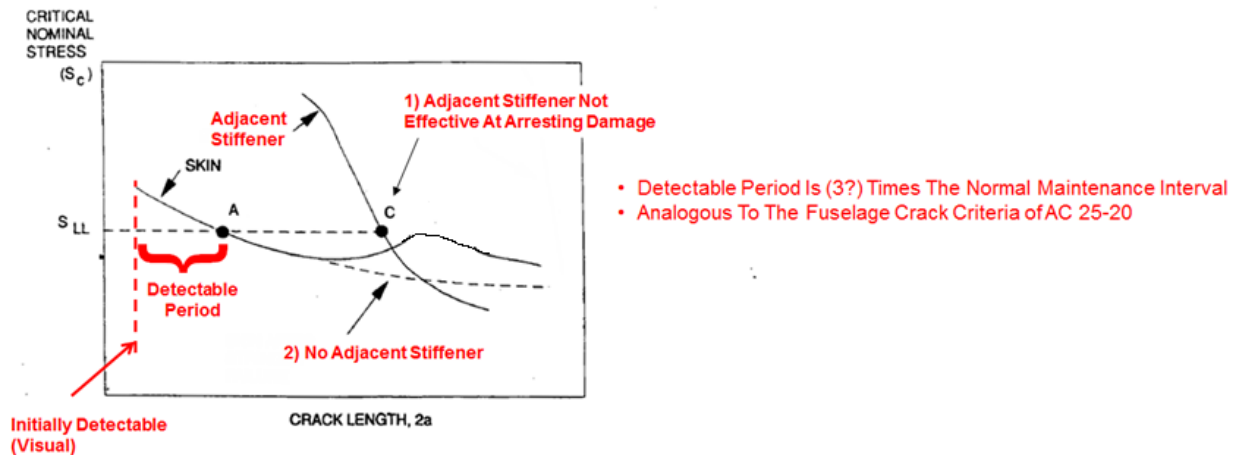 CRITICAL
NOMINAL
STRESS
(Sc)
Adjacent
Stiffener
1) Adjacent Stiffener Not
Effective At Arresting Damage
SKIN
A
C
S LL
Detectable
Period
2) No Adjacent Stiffener
Initially Detectable
(Visual)
CRACK LENGTH, 2a
• Detectable Period Is (3?) Times The Normal Maintenance Interval
• Analogous To The Fuselage Crack Criteria of AC 25-20